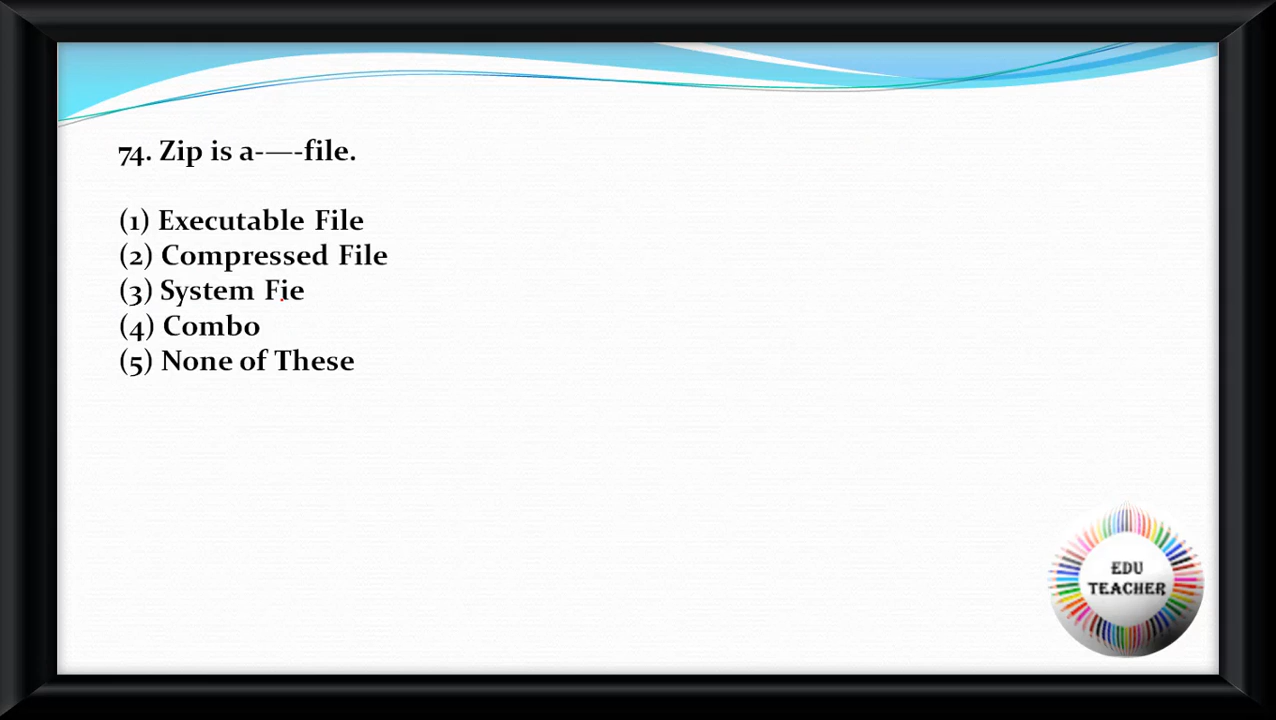 74. Zip is a-—-file.
(1) Executable File
(2) Compressed File
(3) System Fie
(4) Combo
(5) None of These
EDU
TEACHER